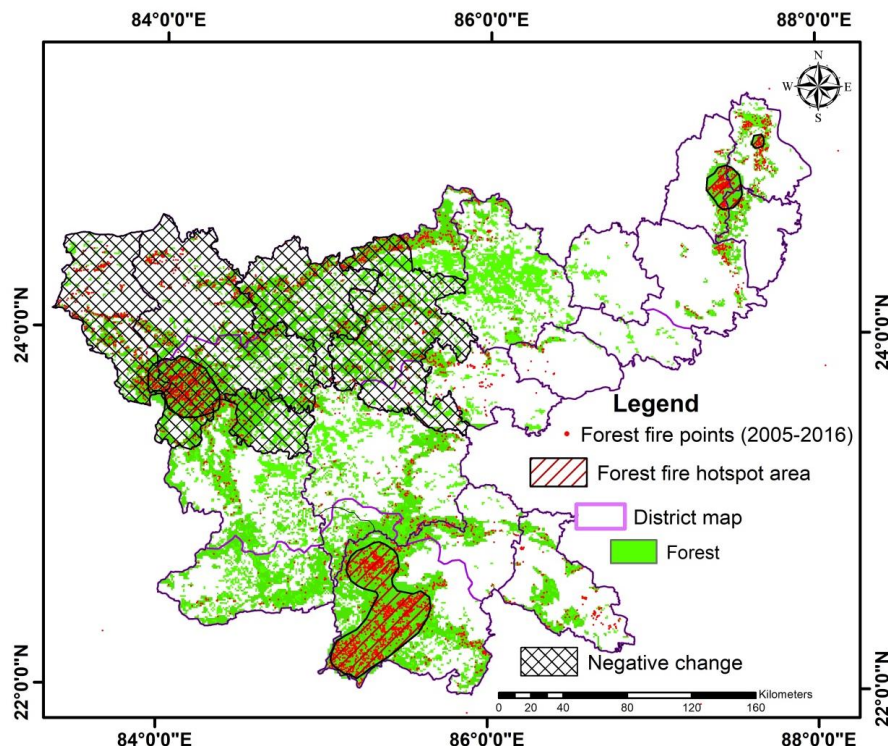 84°0'0"E 86°0'0"E 88°0'0"E
N
W E
S
24°0'0"N 24°0'0"N
Legend
Forest fire points (2005-2016)
Forest fire hotspot area
District map
Forest
Negative change
Kilometers
0 10 20 40 80 120 160
22°0'0"N 22°0'0"N
84°0'0"E 86°0'0"E 88°0'0"E